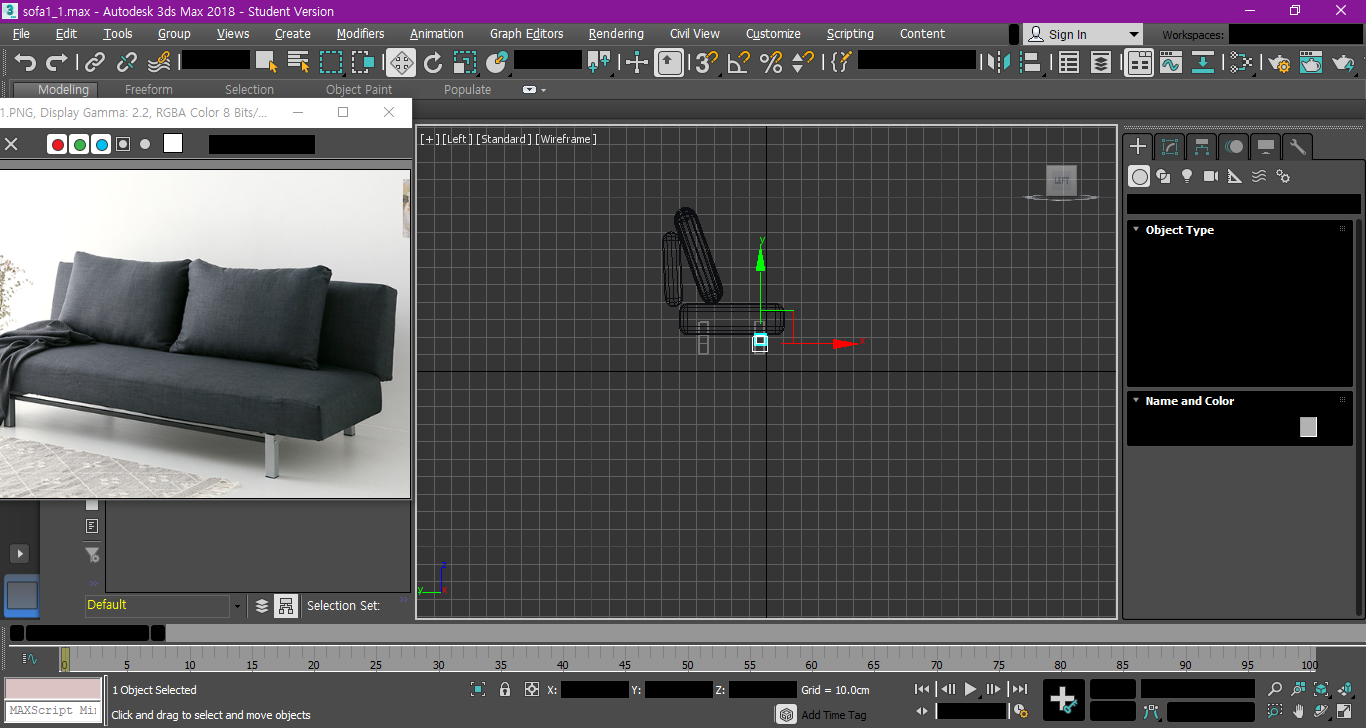 sofa1_1.max - Autodesk 3ds Max 2018 - Student Version
File Edit Tools Group Views Create Modifiers Animation Graph Editors Rendering Civil View Customize Scripting Content Sign In Workspaces:
Modeling Freeform Selection Object Paint Populate
1.PNG, Display Gamma: 2.2, RGBA Color 8 Bits/...
[+] [Left ] [Standard ] [Wireframe ]
LEFT
y
x
Object Type
Name and Color
z
y x
Default
Selection Set:
0 5 10 15 20 25 30 35 40 45 50 55 60 65 70 75 80 85 90 95 100
1 Object Selected X: Y: Z: Grid = 10.0cm
MAXScript Mi
Click and drag to select and move objects Add Time Tag